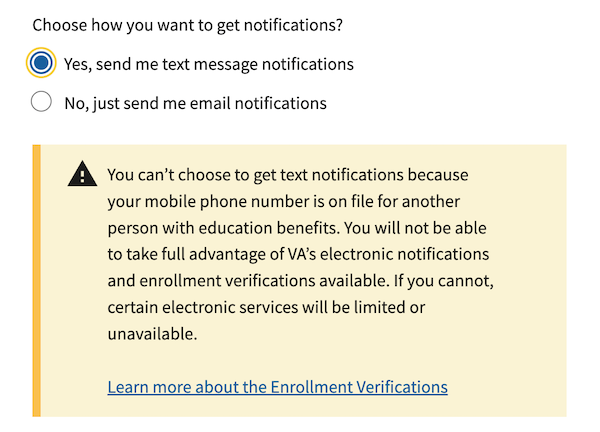 Choose how you want to get notifications?
Yes, send me text message notifications
No, just send me email notifications
You can’t choose to get text notifications because
your mobile phone number is on file for another
person with education benefits. You will not be able
to take full advantage of VA’s electronic notifications
and enrollment verifications available. If you cannot,
certain electronic services will be limited or
unavailable.
Learn more about the Enrollment Verifications